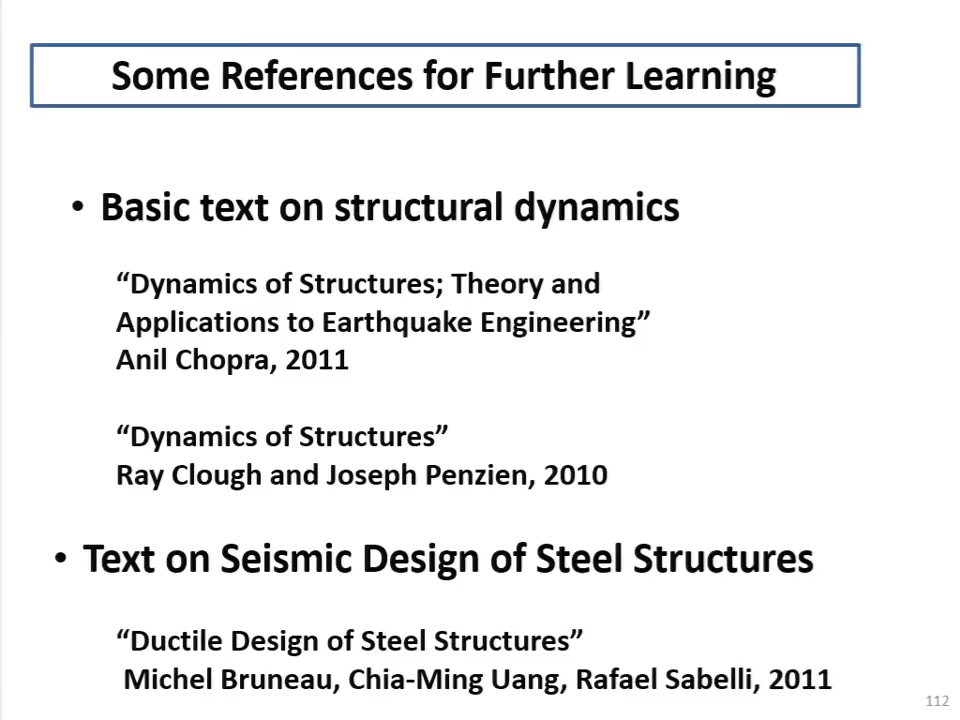 Some References for Further Learning
• Basic text on structural dynamics
“Dynamics of Structures; Theory and
Applications to Earthquake Engineering”
Anil Chopra, 2011
“Dynamics of Structures”
Ray Clough and Joseph Penzien, 2010
• Text on Seismic Design of Steel Structures
“Ductile Design of Steel Structures”
Michel Bruneau, Chia-Ming Uang, Rafael Sabelli, 2011
112